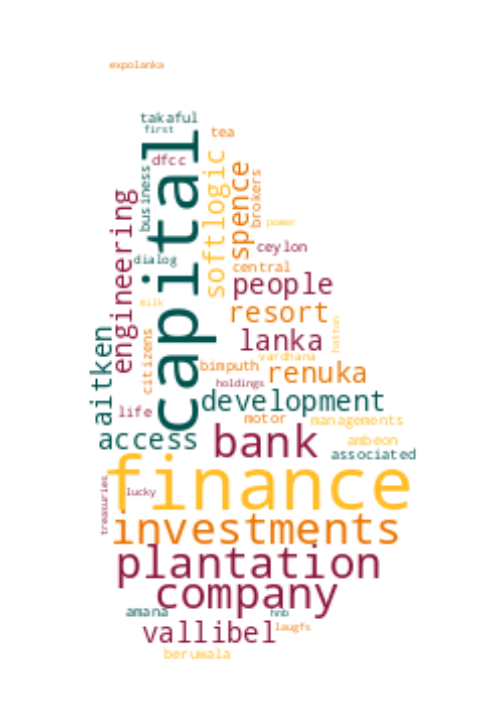 expolanka
takaful
first
tea
dfcc
capital
business
softlogic
spence
brokers
engineering
power
ceylon
dialog
central
people
milk
resort
lanka
hatton
citizens
aitken
vardhana
bimputh
renuka
holdings
development
life
motor
managements
access
bank
ambeon
associated
finance
treasuries
lucky
investments
plantation
company
amana
hnb
vallibel
laugfs
beruwala